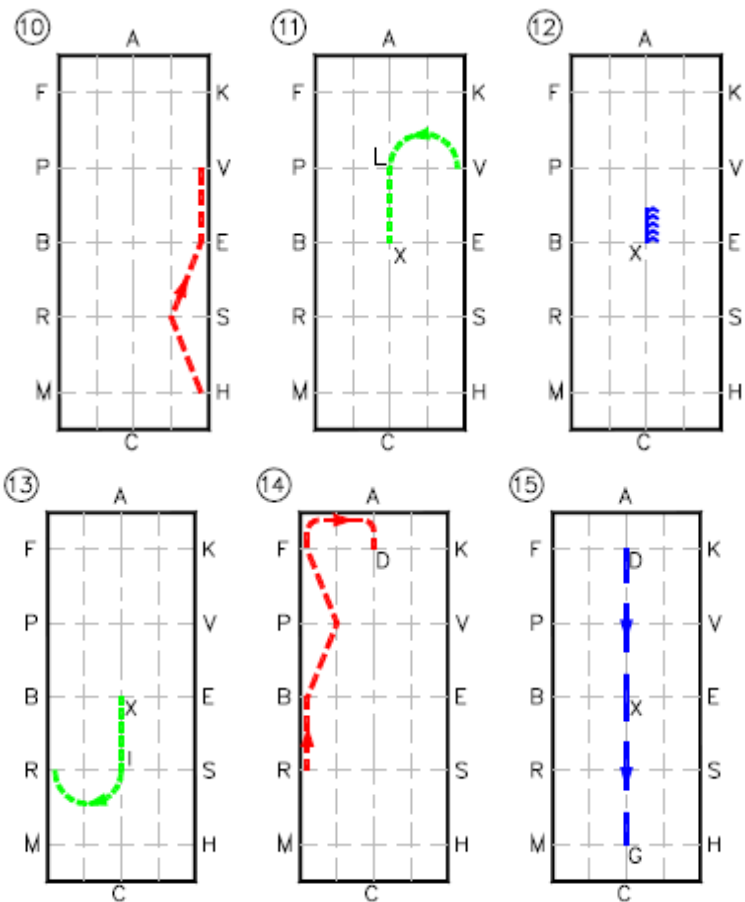 10 11 12
A A A
F K F K F K
P V P L V P V
B E B X E B X E
R S R S R S
M H M H M H
C C C
13 14 15
A A A
F K F D K F D K
P V P V P V
B X E B E B X E
R I S R S R S
M H M H M G H
C C C